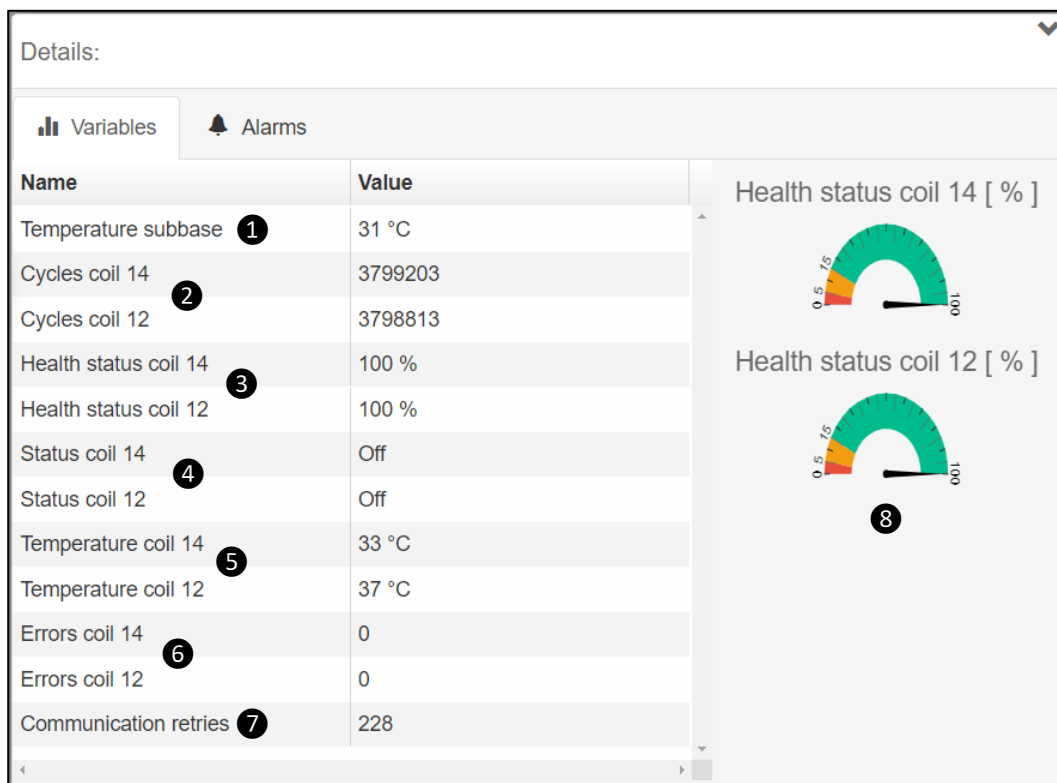 Details:
Variables
Alarms
Name Value
Temperature subbase 1 31 °C
Cycles coil 14 3799203
2
Cycles coil 12 3798813
Health status coil 14 100 %
3
Health status coil 12 100 %
Status coil 14 Off
4
Status coil 12 Off
Temperature coil 14 33 °C
5
Temperature coil 12 37 °C
Errors coil 14 0
6
Errors coil 12 0
Communication retries 7 228
Health status coil 14 [ % ]
0 5 15 100
Health status coil 12 [ % ]
0 5 15 100
8